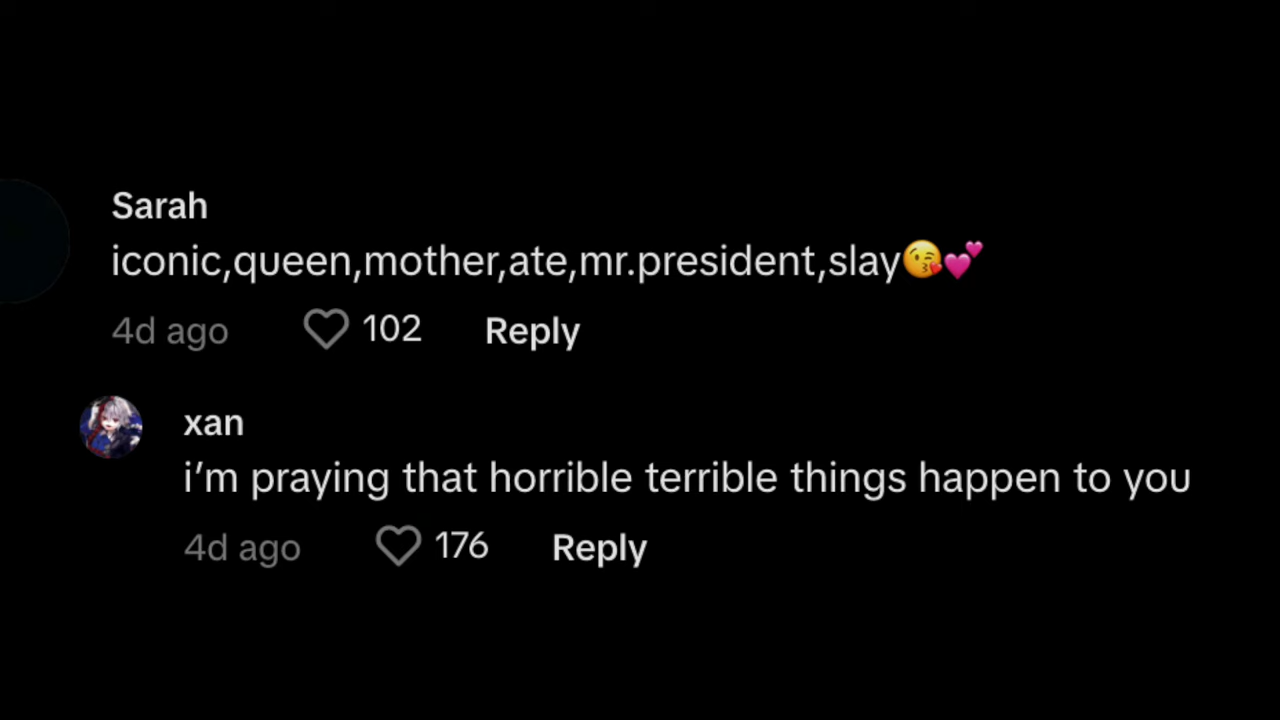 Sarah
iconic,queen,mother,ate,mr.president,slay😘💕
4d ago 102 Reply
xan
i’m praying that horrible terrible things happen to you
4d ago 176 Reply